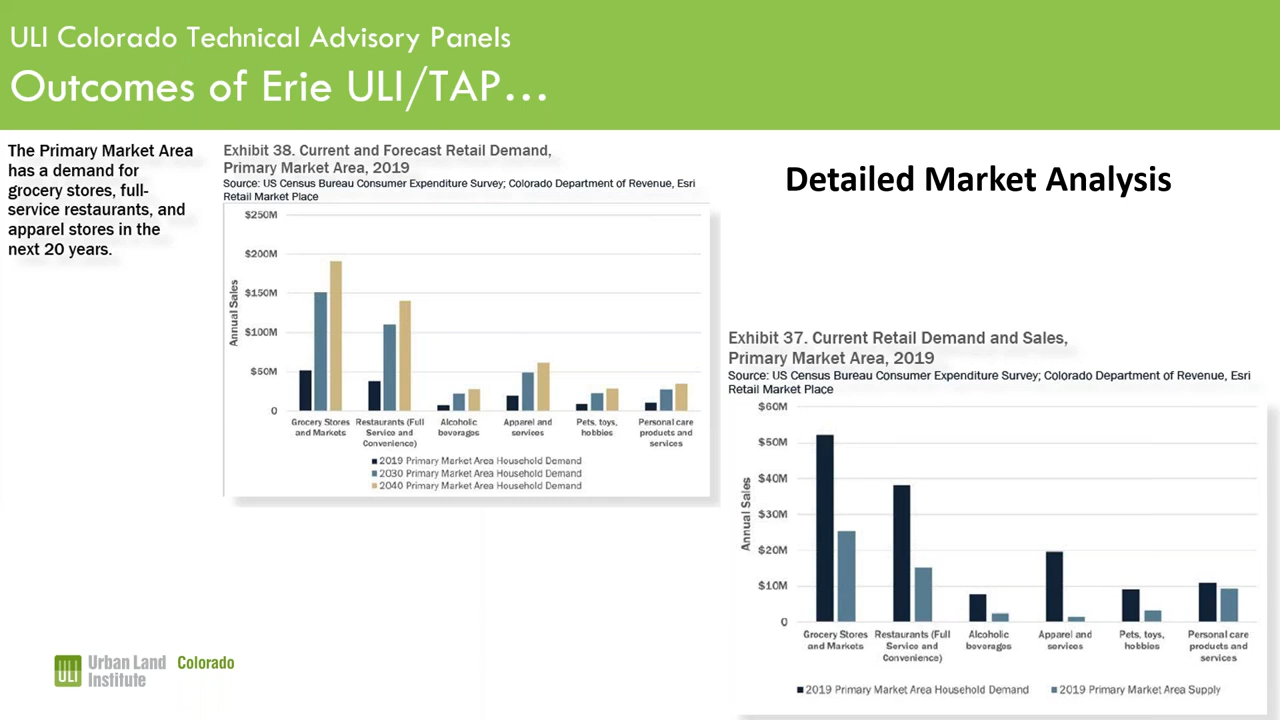 ULI Colorado Technical Advisory Panels
Outcomes of Erie ULI/TAP…
The Primary Market Area
has a demand for
grocery stores, full-
service restaurants, and
apparel stores in the
next 20 years.
Exhibit 38. Current and Forecast Retail Demand,
Primary Market Area, 2019
Source: US Census Bureau Consumer Expenditure Survey; Colorado Department of Revenue, Esri
Retail Market Place
Annual Sales
$250M
$200M
$150M
$100M
$50M
0
Grocery Stores
and Markets
Restaurants (Full
Service and
Convenience)
Alcoholic
beverages
Apparel and
services
Pets, toys,
hobbies
Personal care
products and
services
2019 Primary Market Area Household Demand
2030 Primary Market Area Household Demand
2040 Primary Market Area Household Demand
Detailed Market Analysis
Exhibit 37. Current Retail Demand and Sales,
Primary Market Area, 2019
Source: US Census Bureau Consumer Expenditure Survey; Colorado Department of Revenue, Esri
Retail Market Place
Annual Sales
$60M
$50M
$40M
$30M
$20M
$10M
0
Grocery Stores
and Markets
Restaurants (Full
Service and
Convenience)
Alcoholic
beverages
Apparel and
services
Pets, toys,
hobbies
Personal care
products and
services
2019 Primary Market Area Household Demand
2019 Primary Market Area Supply
ULI
Urban Land
Institute
Colorado